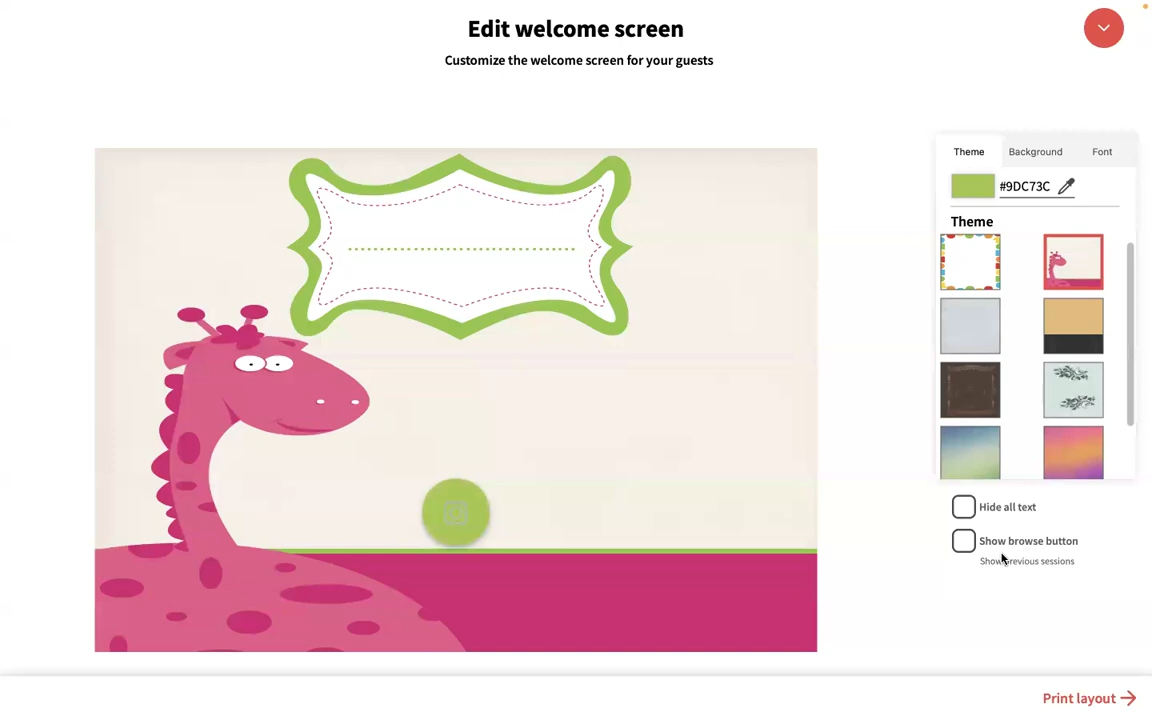 Edit welcome screen
Customize the welcome screen for your guests
Theme Background Font
#9DC73C
Theme
Hide all text
Show browse button
Show previous sessions
Print layout